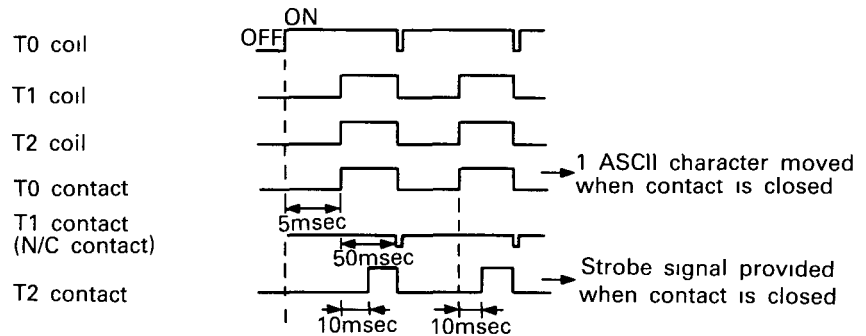 ON
OFF
T0 coil
T1 coil
T2 coil
T0 contact
1 ASCII character moved
when contact is closed
5msec
T1 contact
(N/C contact)
50msec
T2 contact
Strobe signal provided
when contact is closed
10msec
10msec